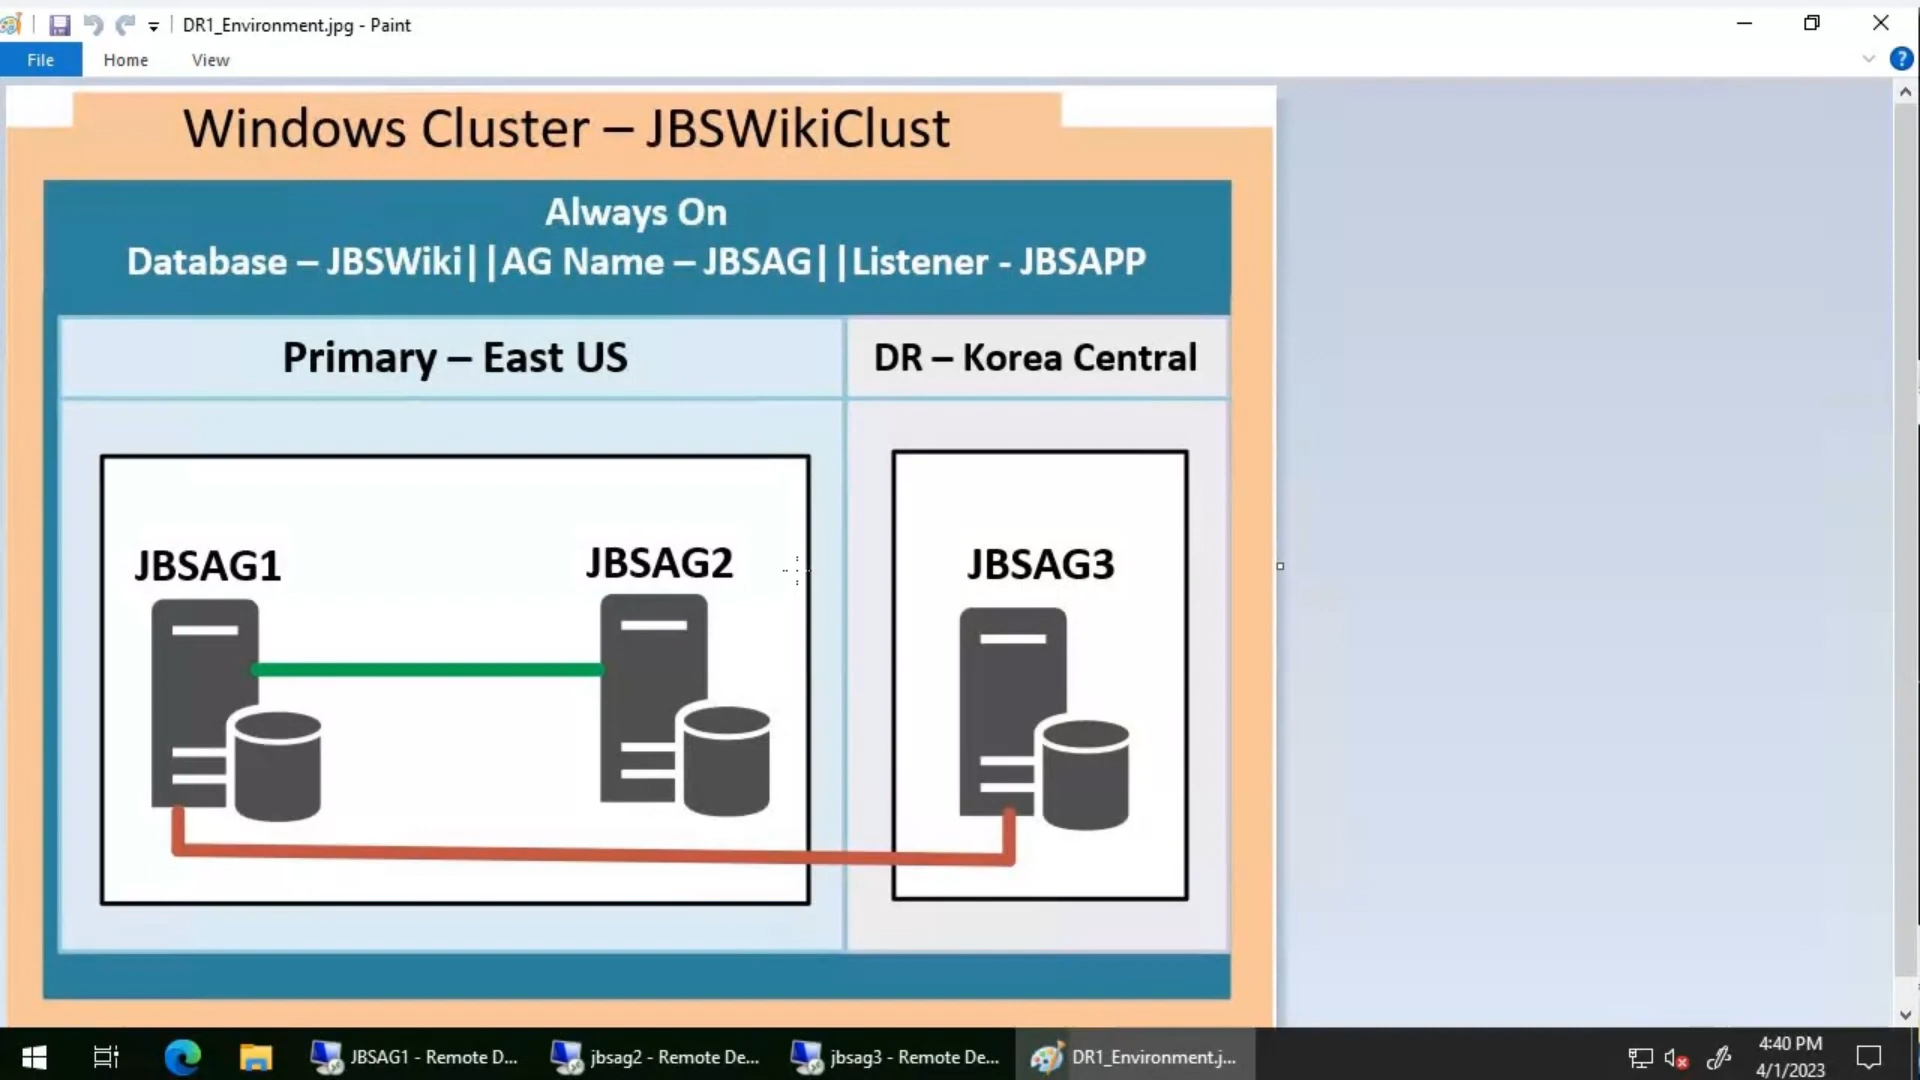 DR1_Environment.jpg - Paint
File Home View
?
Windows Cluster – JBSWikiClust
Always On
Database – JBSWiki||AG Name – JBSAG||Listener - JBSAPP
Primary – East US
DR – Korea Central
JBSAG1
JBSAG2
JBSAG3
JBSAG1 - Remote D...
jbsag2 - Remote De...
jbsag3 - Remote De...
DR1_Environment.j...
4:40 PM
4/1/2023